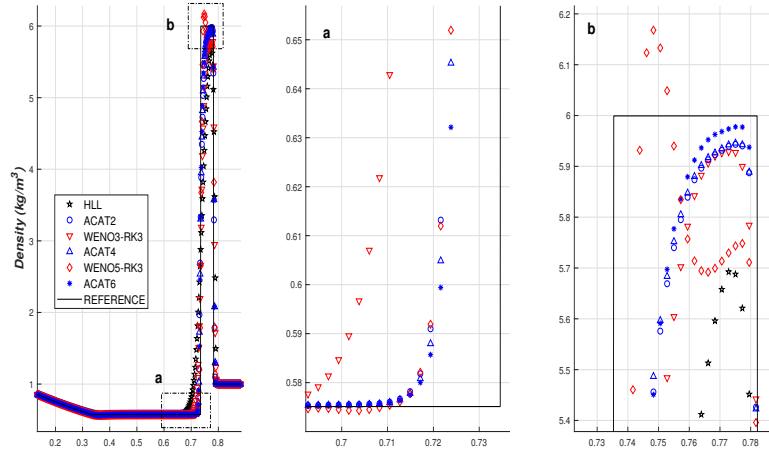 b
6
5
4
3
2
1
Density (kg/m³)
HLL
ACAT2
WENO3-RK3
ACAT4
WENO5-RK3
ACAT6
REFERENCE
a
0.2 0.3 0.4 0.5 0.6 0.7 0.8
a
0.65
0.64
0.63
0.62
0.61
0.6
0.59
0.58
0.7 0.71 0.72 0.73
b
6.2
6.1
6
5.9
5.8
5.7
5.6
5.5
5.4
0.73 0.74 0.75 0.76 0.77 0.78